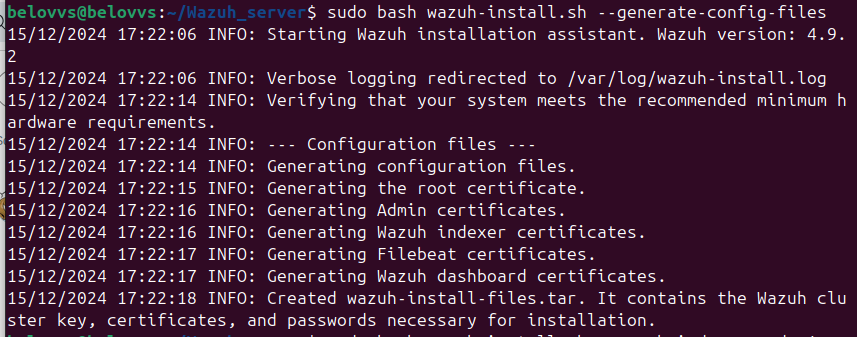 belovvs@belovvs:~/Wazuh_server$ sudo bash wazuh-install.sh --generate-config-files
15/12/2024 17:22:06 INFO: Starting Wazuh installation assistant. Wazuh version: 4.9.
2
15/12/2024 17:22:06 INFO: Verbose logging redirected to /var/log/wazuh-install.log
15/12/2024 17:22:14 INFO: Verifying that your system meets the recommended minimum h
ardware requirements.
15/12/2024 17:22:14 INFO: --- Configuration files ---
15/12/2024 17:22:14 INFO: Generating configuration files.
15/12/2024 17:22:15 INFO: Generating the root certificate.
15/12/2024 17:22:16 INFO: Generating Admin certificates.
15/12/2024 17:22:16 INFO: Generating Wazuh indexer certificates.
15/12/2024 17:22:17 INFO: Generating Filebeat certificates.
15/12/2024 17:22:17 INFO: Generating Wazuh dashboard certificates.
15/12/2024 17:22:18 INFO: Created wazuh-install-files.tar. It contains the Wazuh clu
ster key, certificates, and passwords necessary for installation.